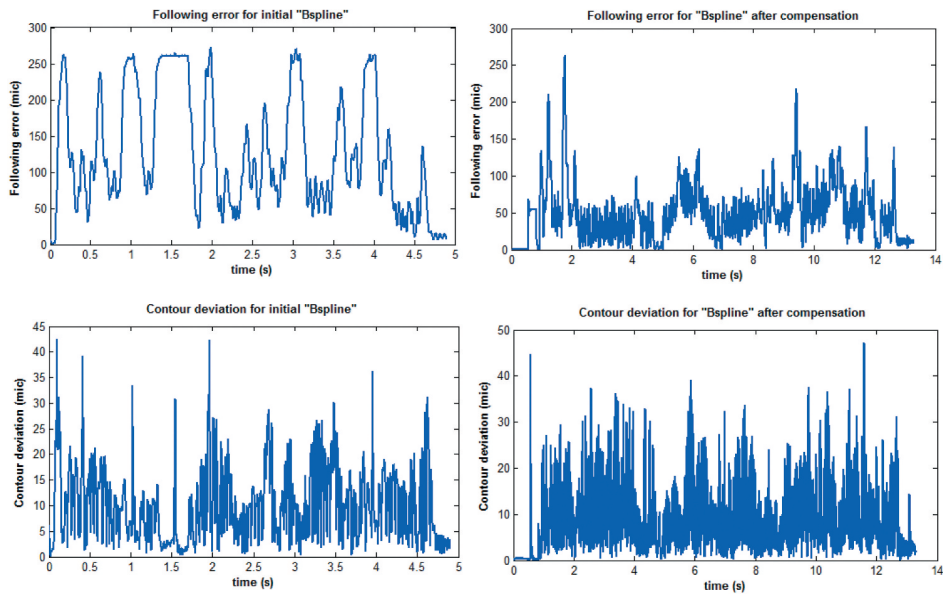 Following error for initial "Bspline"
Following error (mic)
300
250
200
150
100
50
0
0 0.5 1 1.5 2 2.5 3 3.5 4 4.5 5
time (s)
Following error for "Bspline" after compensation
Following error (mic)
300
250
200
150
100
50
0
0 2 4 6 8 10 12 14
time (s)
Contour deviation for initial "Bspline"
Contour deviation (mic)
45
40
35
30
25
20
15
10
5
0
0 0.5 1 1.5 2 2.5 3 3.5 4 4.5 5
time (s)
Contour deviation for "Bspline" after compensation
Contour deviation (mic)
50
40
30
20
10
0
0 2 4 6 8 10 12 14
time (s)